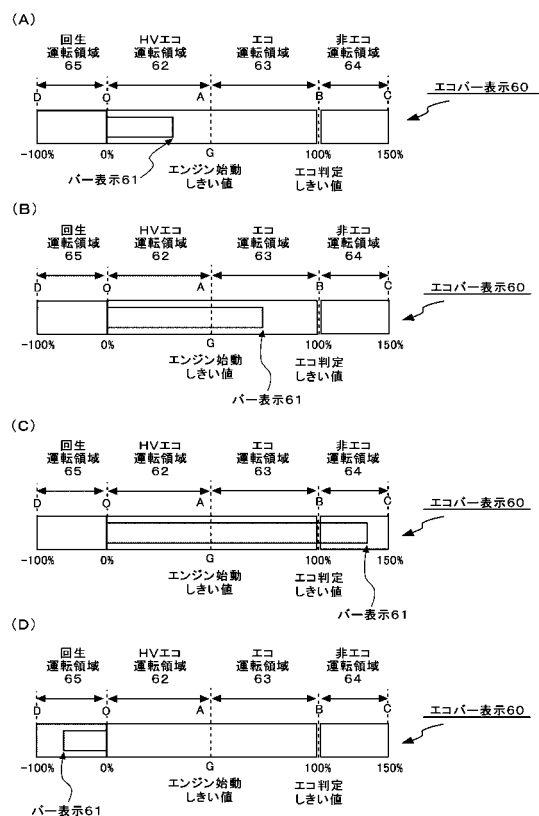 (A)
回生 HVエコ エコ 非エコ
運転領域 運転領域 運転領域 運転領域
65 62 63 64
D O A B C
エコバー表示60
-100% 0% G 100% 150%
バー表示61
エンジン始動 エコ判定
しきい値 しきい値
(B)
回生 HVエコ エコ 非エコ
運転領域 運転領域 運転領域 運転領域
65 62 63 64
D O A B C
エコバー表示60
-100% 0% G 100% 150%
エンジン始動 エコ判定
しきい値 しきい値
バー表示61
(C)
回生 HVエコ エコ 非エコ
運転領域 運転領域 運転領域 運転領域
65 62 63 64
D O A B C
エコバー表示60
-100% 0% G 100% 150%
エンジン始動 エコ判定
しきい値 しきい値
バー表示61
(D)
回生 HVエコ エコ 非エコ
運転領域 運転領域 運転領域 運転領域
65 62 63 64
D O A B C
エコバー表示60
-100% 0% G 100% 150%
エンジン始動 エコ判定
しきい値 しきい値
バー表示61